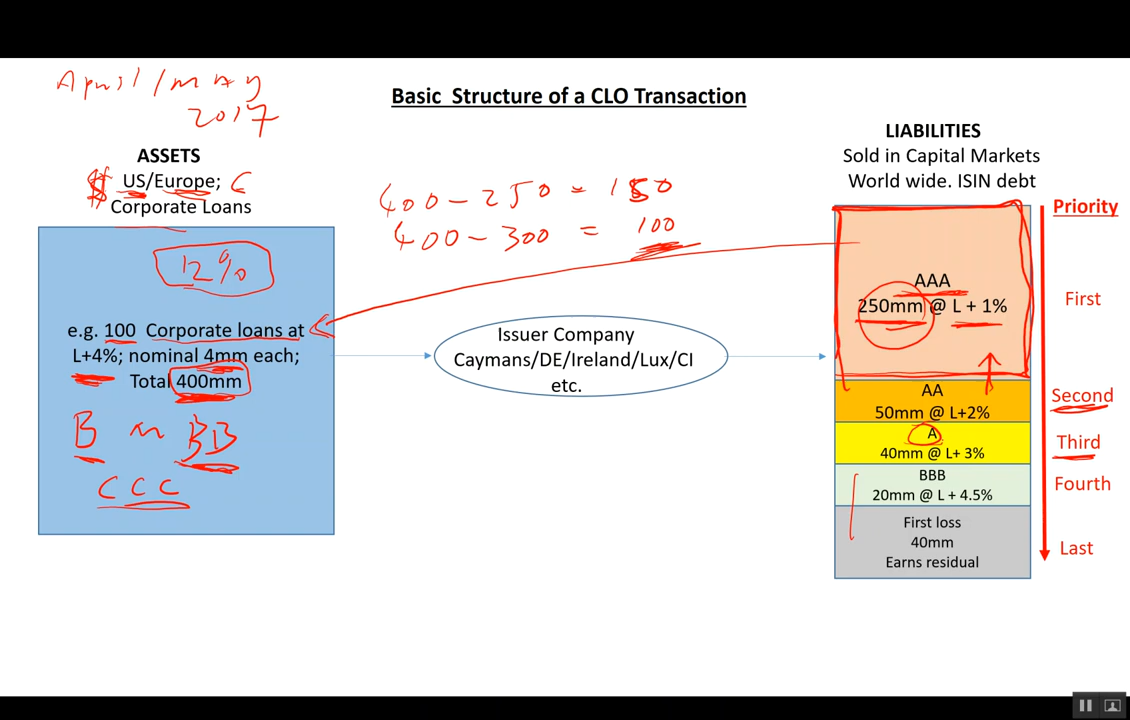 April/may
2017
Basic Structure of a CLO Transaction
ASSETS
$ US/Europe; €
Corporate Loans
12%
e.g. 100 Corporate loans at
L+4%; nominal 4mm each;
Total 400mm
B ~ BB
CCC
400-250 = 150
400-300 = 100
Issuer Company
Caymans/DE/Ireland/Lux/CI
etc.
LIABILITIES
Sold in Capital Markets
World wide. ISIN debt
Priority
AAA
250mm @ L + 1%
First
AA
50mm @ L+2%
Second
A
40mm @ L+ 3%
Third
BBB
20mm @ L + 4.5%
Fourth
First loss
40mm
Earns residual
Last